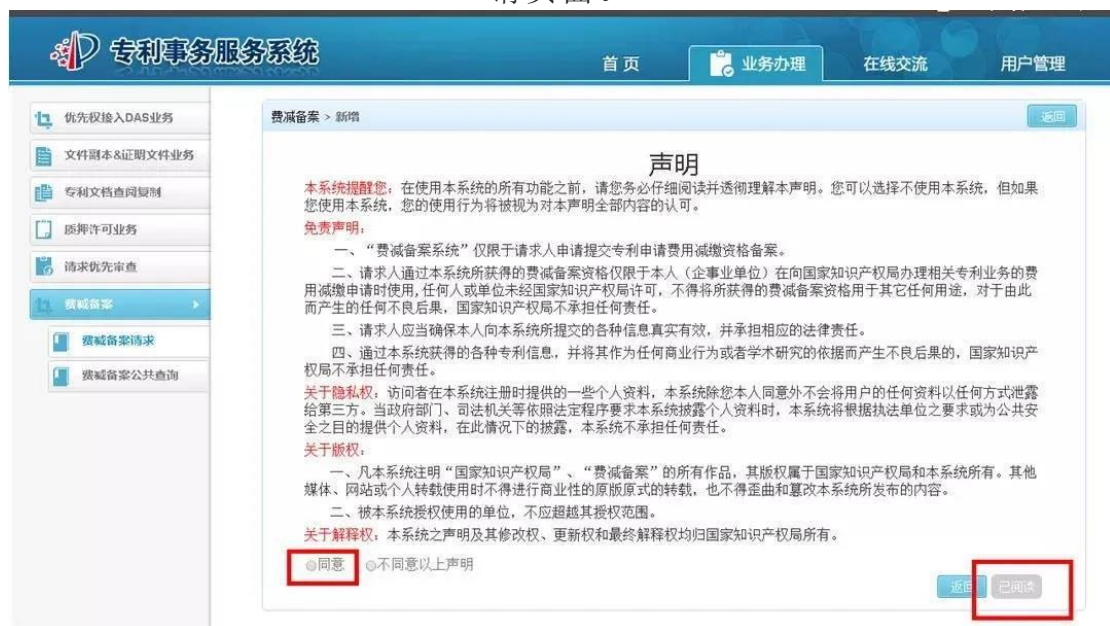 请页面。
专利事务服务系统
首页
业务办理
在线交流
用户管理
优先权接入DAS业务
文件副本&证明文件业务
专利文档查阅复制
质押许可业务
请求优先审查
费减备案
费减备案请求
费减备案公共查询
费减备案 > 新增
返回
声明
本系统提醒您：在使用本系统的所有功能之前，请您务必仔细阅读并透彻理解本声明。您可以选择不使用本系统，但如果
您使用本系统，您的使用行为将被视为对本声明全部内容的认可。
免责声明：
一、“费减备案系统”仅限于请求人申请提交专利申请费用减缴资格备案。
二、请求人通过本系统所获得的费减备案资格仅限于本人（企事业单位）在向国家知识产权局办理相关专利业务的费
用减缴申请时使用,任何人或单位未经国家知识产权局许可，不得将所获得的费减备案资格用于其它任何用途，对于由此
而产生的任何不良后果，国家知识产权局不承担任何责任。
三、请求人应当确保本人向本系统所提交的各种信息真实有效，并承担相应的法律责任。
四、通过本系统获得的各种专利信息，并将其作为任何商业行为或者学术研究的依据而产生不良后果的，国家知识产
权局不承担任何责任。
关于隐私权：访问者在本系统注册时提供的一些个人资料，本系统除您本人同意外不会将用户的任何资料以任何方式泄露
给第三方。当政府部门、司法机关等依照法定程序要求本系统披露个人资料时，本系统将根据执法单位之要求或为公共安
全之目的提供个人资料，在此情况下的披露，本系统不承担任何责任。
关于版权：
一、凡本系统注明“国家知识产权局”、“费减备案”的所有作品，其版权属于国家知识产权局和本系统所有。其他
媒体、网站或个人转载使用时不得进行商业性的原版原式的转载，也不得歪曲和篡改本系统所发布的内容。
二、被本系统授权使用的单位，不应超越其授权范围。
关于解释权：本系统之声明及其修改权、更新权和最终解释权均归国家知识产权局所有。
同意 不同意以上声明
返回 已阅读